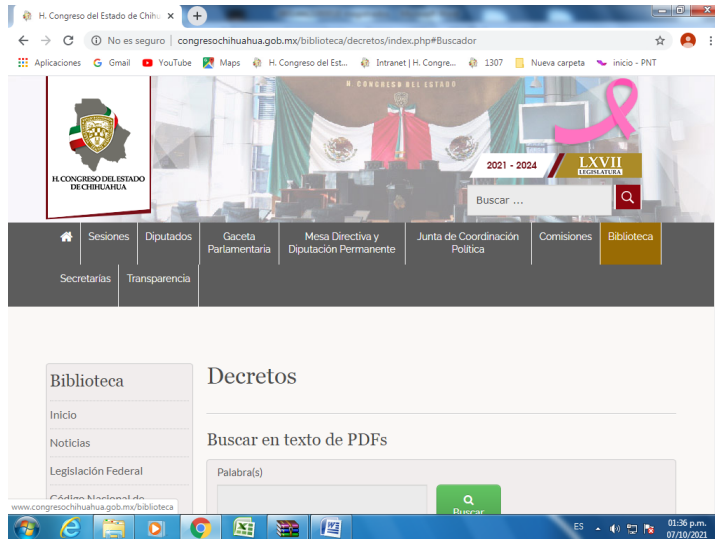 H. Congreso del Estado de Chihu
No es seguro | congresochihuahua.gob.mx/biblioteca/decretos/index.php#Buscador
Aplicaciones
Gmail
YouTube
Maps
H. Congreso del Est...
Intranet | H. Congre...
1307
Nueva carpeta
inicio - PNT
H CONGRESO DEL ESTADO
H. CONGRESO DEL ESTADO
DE CHIHUAHUA
2021 - 2024
LXVII
LEGISLATURA
Buscar ...
Sesiones
Diputados
Gaceta
Parlamentaria
Mesa Directiva y
Diputación Permanente
Junta de Coordinación
Política
Comisiones
Biblioteca
Secretarías
Transparencia
Biblioteca
Inicio
Noticias
Legislación Federal
Código Nacional de
Decretos
Buscar en texto de PDFs
Palabra(s)
Buscar
www.congresochihuahua.gob.mx/biblioteca
ES
01:36 p.m.
07/10/2021